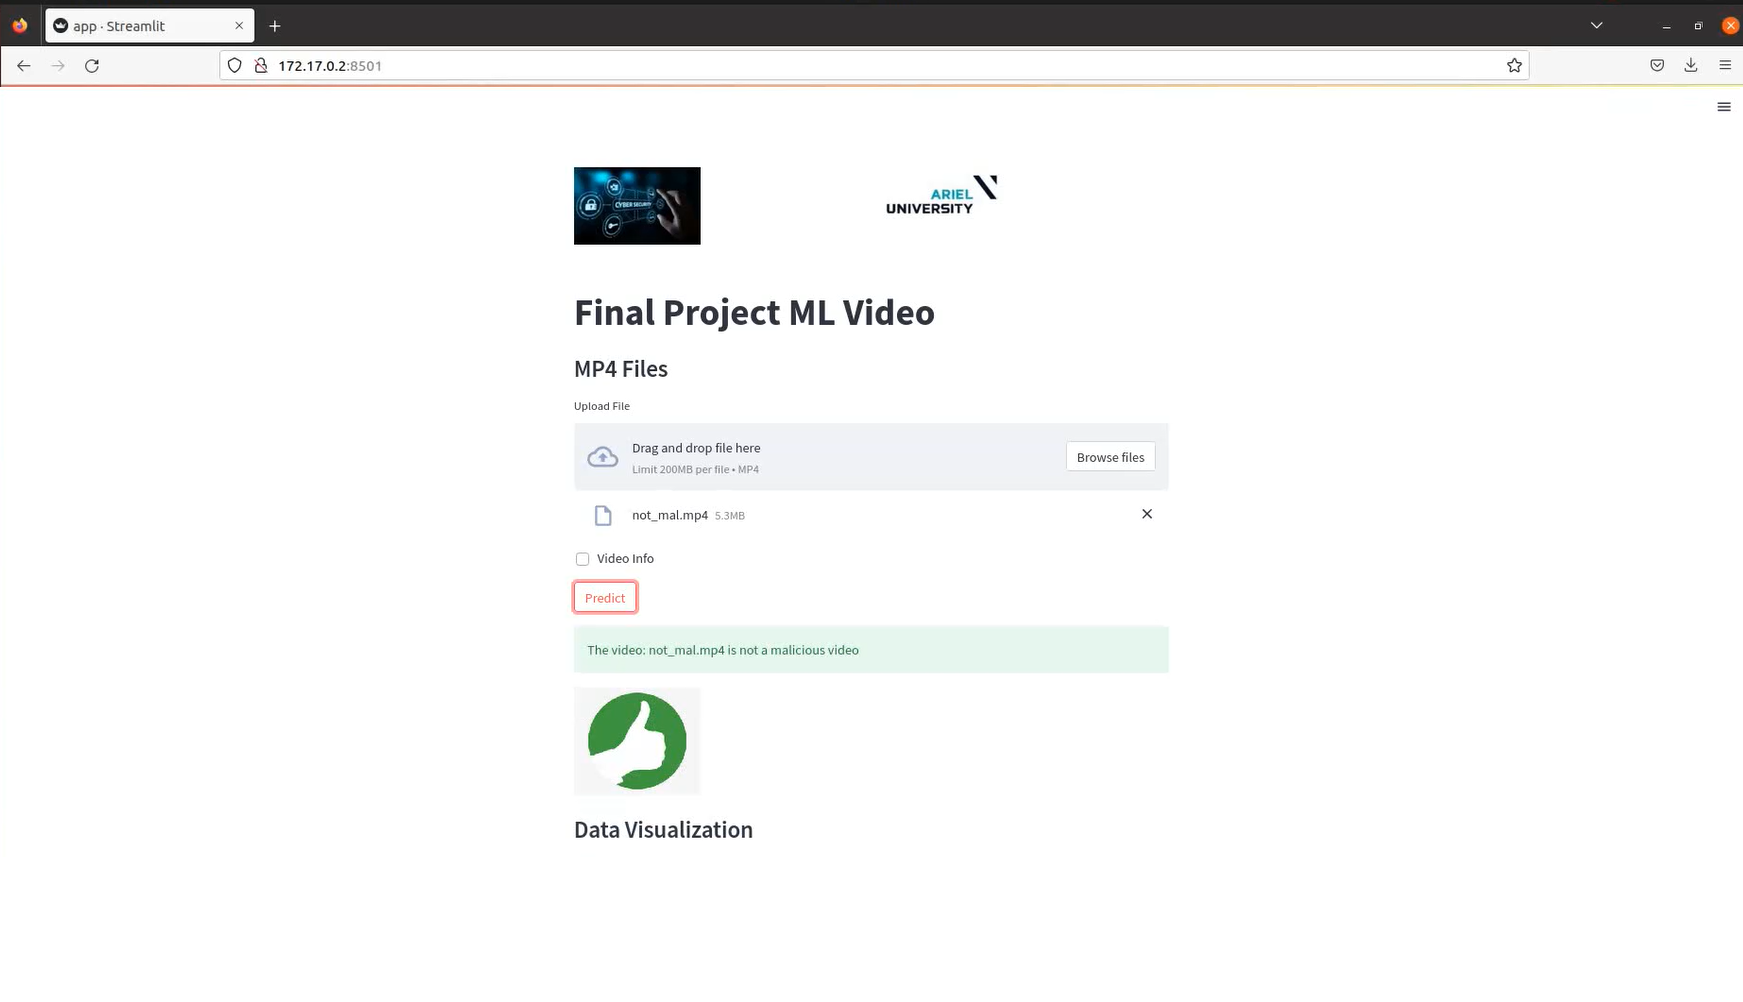 app · Streamlit
172.17.0.2:8501
CYBER SECURITY
ARIEL
UNIVERSITY
Final Project ML Video
MP4 Files
Upload File
Drag and drop file here
Limit 200MB per file • MP4
Browse files
not_mal.mp4 5.3MB
Video Info
Predict
The video: not_mal.mp4 is not a malicious video
Data Visualization